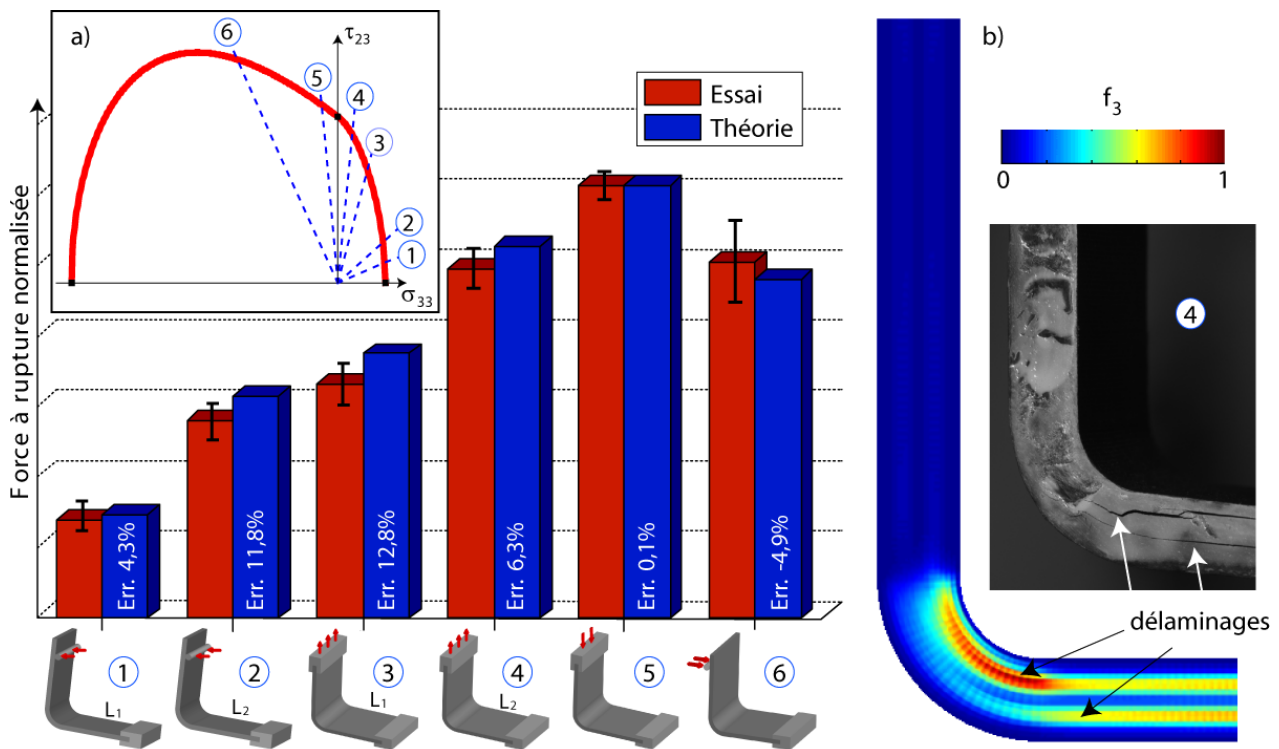 a)
τ23
6
5
4
3
2
1
σ33
Essai
Théorie
Force à rupture normalisée
Err. 4,3%
Err. 11,8%
Err. 12,8%
Err. 6,3%
Err. 0,1%
Err. -4,9%
1
L1
2
L2
3
L1
4
L2
5
6
b)
f3
0
1
4
délaminages